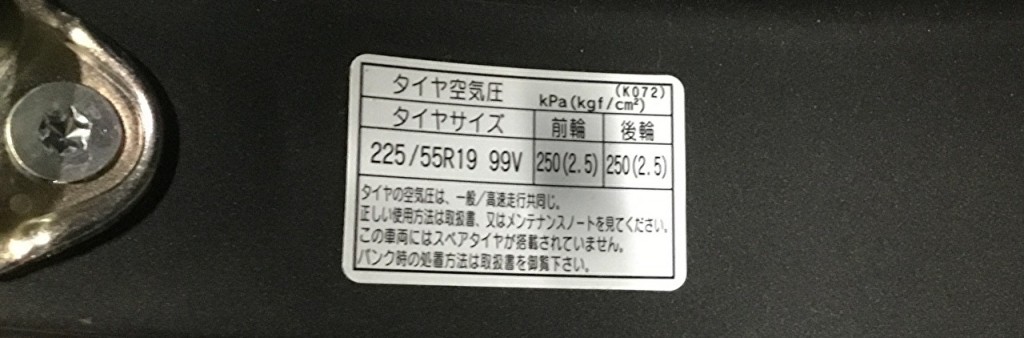 タイヤ空気圧 kPa(kgf/cm²) (K072)
タイヤサイズ 前輪 後輪
225/55R19 99V 250(2.5) 250(2.5)
タイヤの空気圧は、一般/高速走行共同じ。
正しい使用方法は取扱書、又はメンテナンスノートを見てください。
この車両にはスペアタイヤが搭載されていません。
パンク時の処置方法は取扱書を御覧下さい。